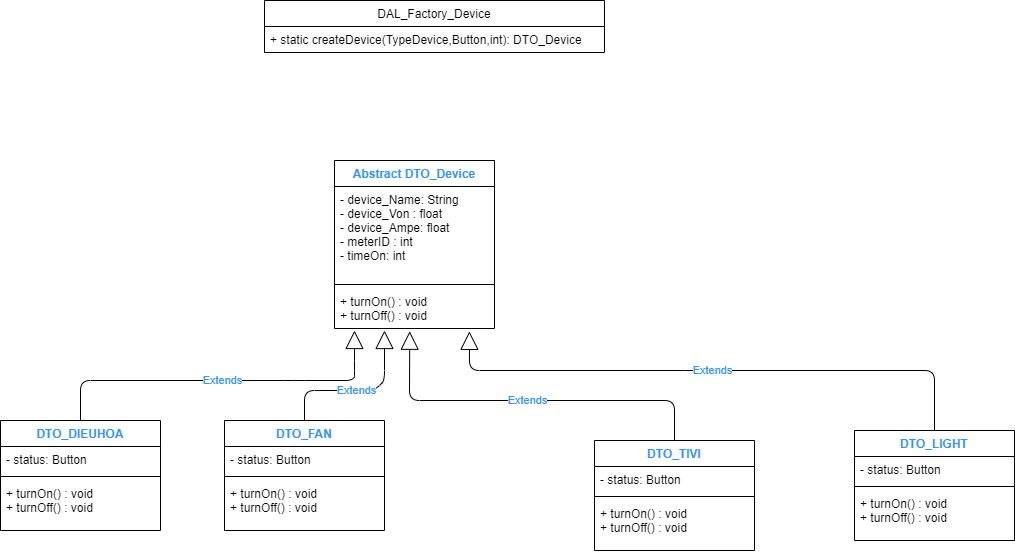 DAL_Factory_Device
+ static createDevice(TypeDevice,Button,int): DTO_Device
Abstract DTO_Device
- device_Name: String
- device_Von : float
- device_Ampe: float
- meterID : int
- timeOn: int
+ turnOn() : void
+ turnOff() : void
Extends
Extends
Extends
Extends
DTO_DIEUHOA
- status: Button
+ turnOn() : void
+ turnOff() : void
DTO_FAN
- status: Button
+ turnOn() : void
+ turnOff() : void
DTO_TIVI
- status: Button
+ turnOn() : void
+ turnOff() : void
DTO_LIGHT
- status: Button
+ turnOn() : void
+ turnOff() : void